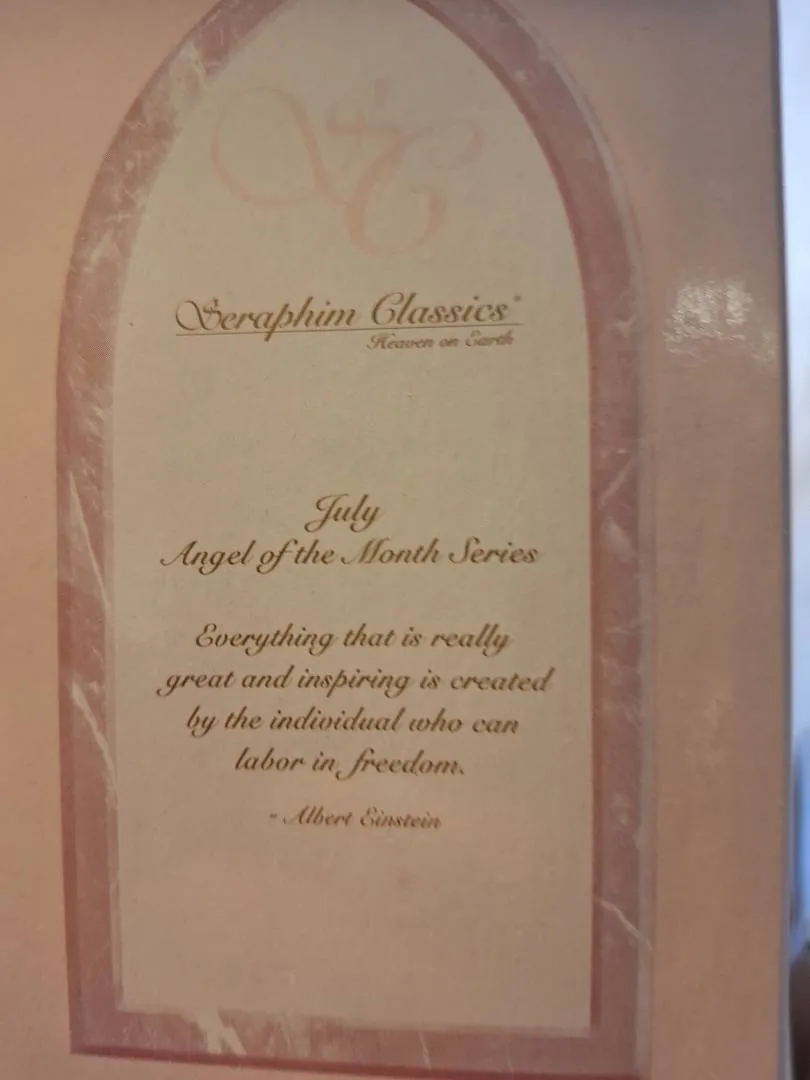 SC
Seraphim Classics®
Heaven on Earth
July
Angel of the Month Series
Everything that is really
great and inspiring is created
by the individual who can
labor in freedom.
- Albert Einstein